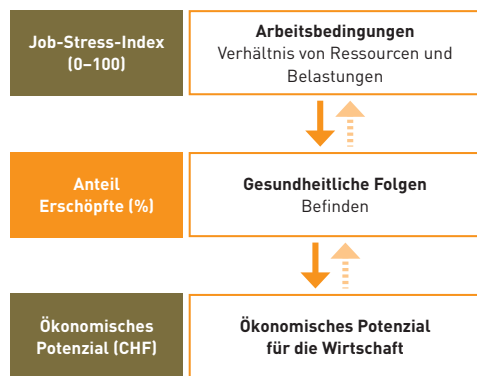 Job-Stress-Index
(0–100)
Arbeitsbedingungen
Verhältnis von Ressourcen und
Belastungen
Anteil
Erschöpfte (%)
Gesundheitliche Folgen
Befinden
Ökonomisches
Potenzial (CHF)
Ökonomisches Potenzial
für die Wirtschaft